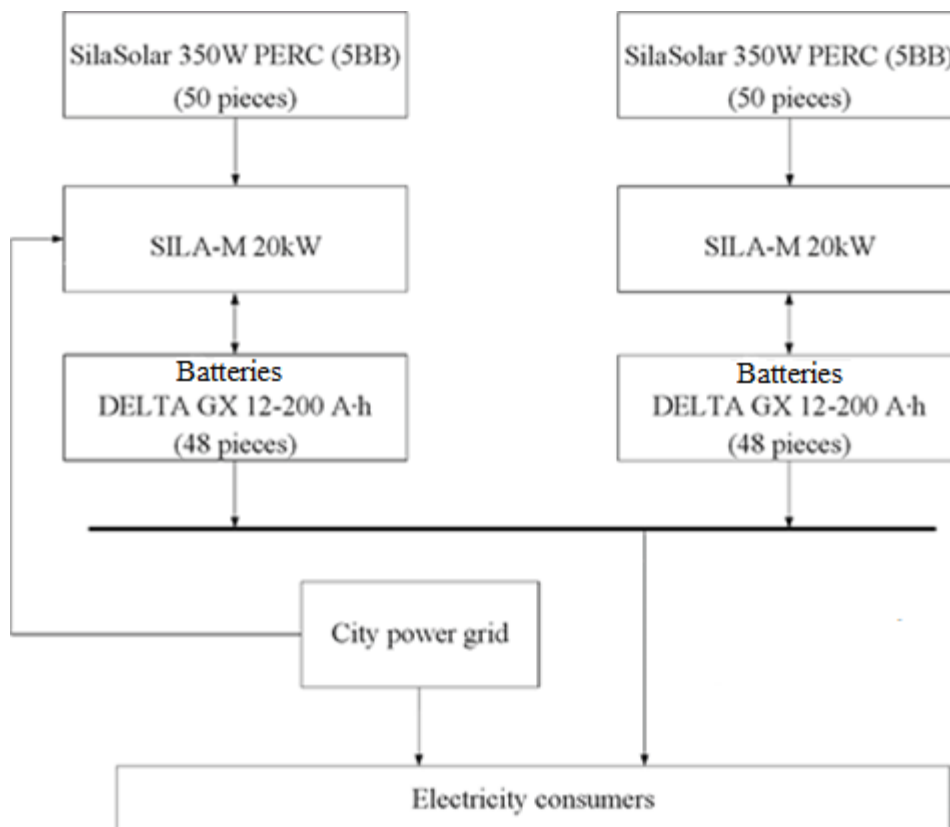 SilaSolar 350W PERC (5BB)
(50 pieces)
SilaSolar 350W PERC (5BB)
(50 pieces)
SILA-M 20kW
SILA-M 20kW
Batteries
DELTA GX 12-200 A·h
(48 pieces)
Batteries
DELTA GX 12-200 A·h
(48 pieces)
City power grid
Electricity consumers